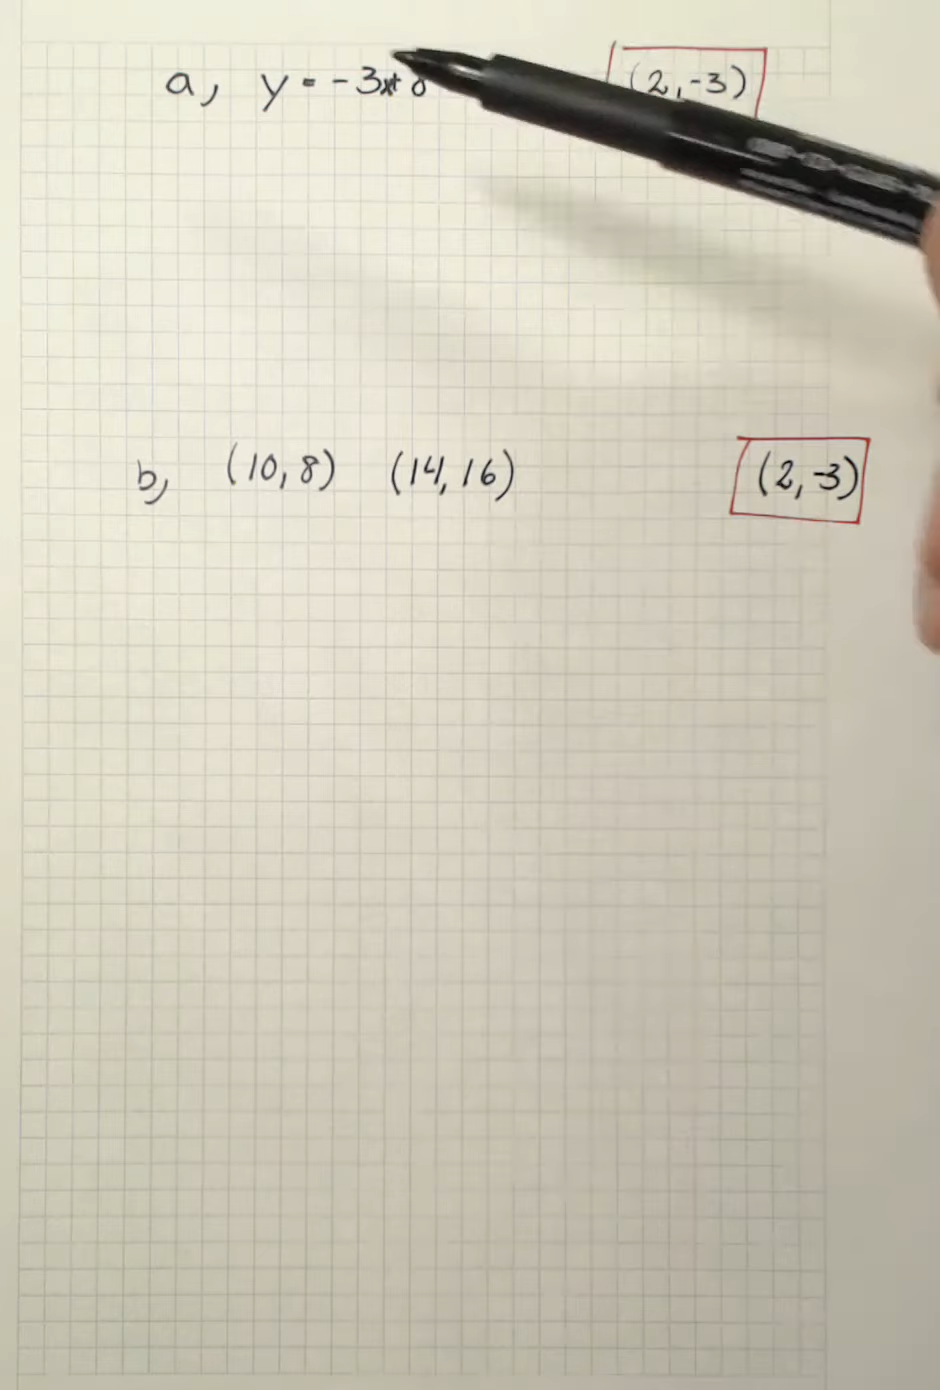 a, y = -3x+8 (2,-3)
b, (10,8) (14,16) (2,-3)